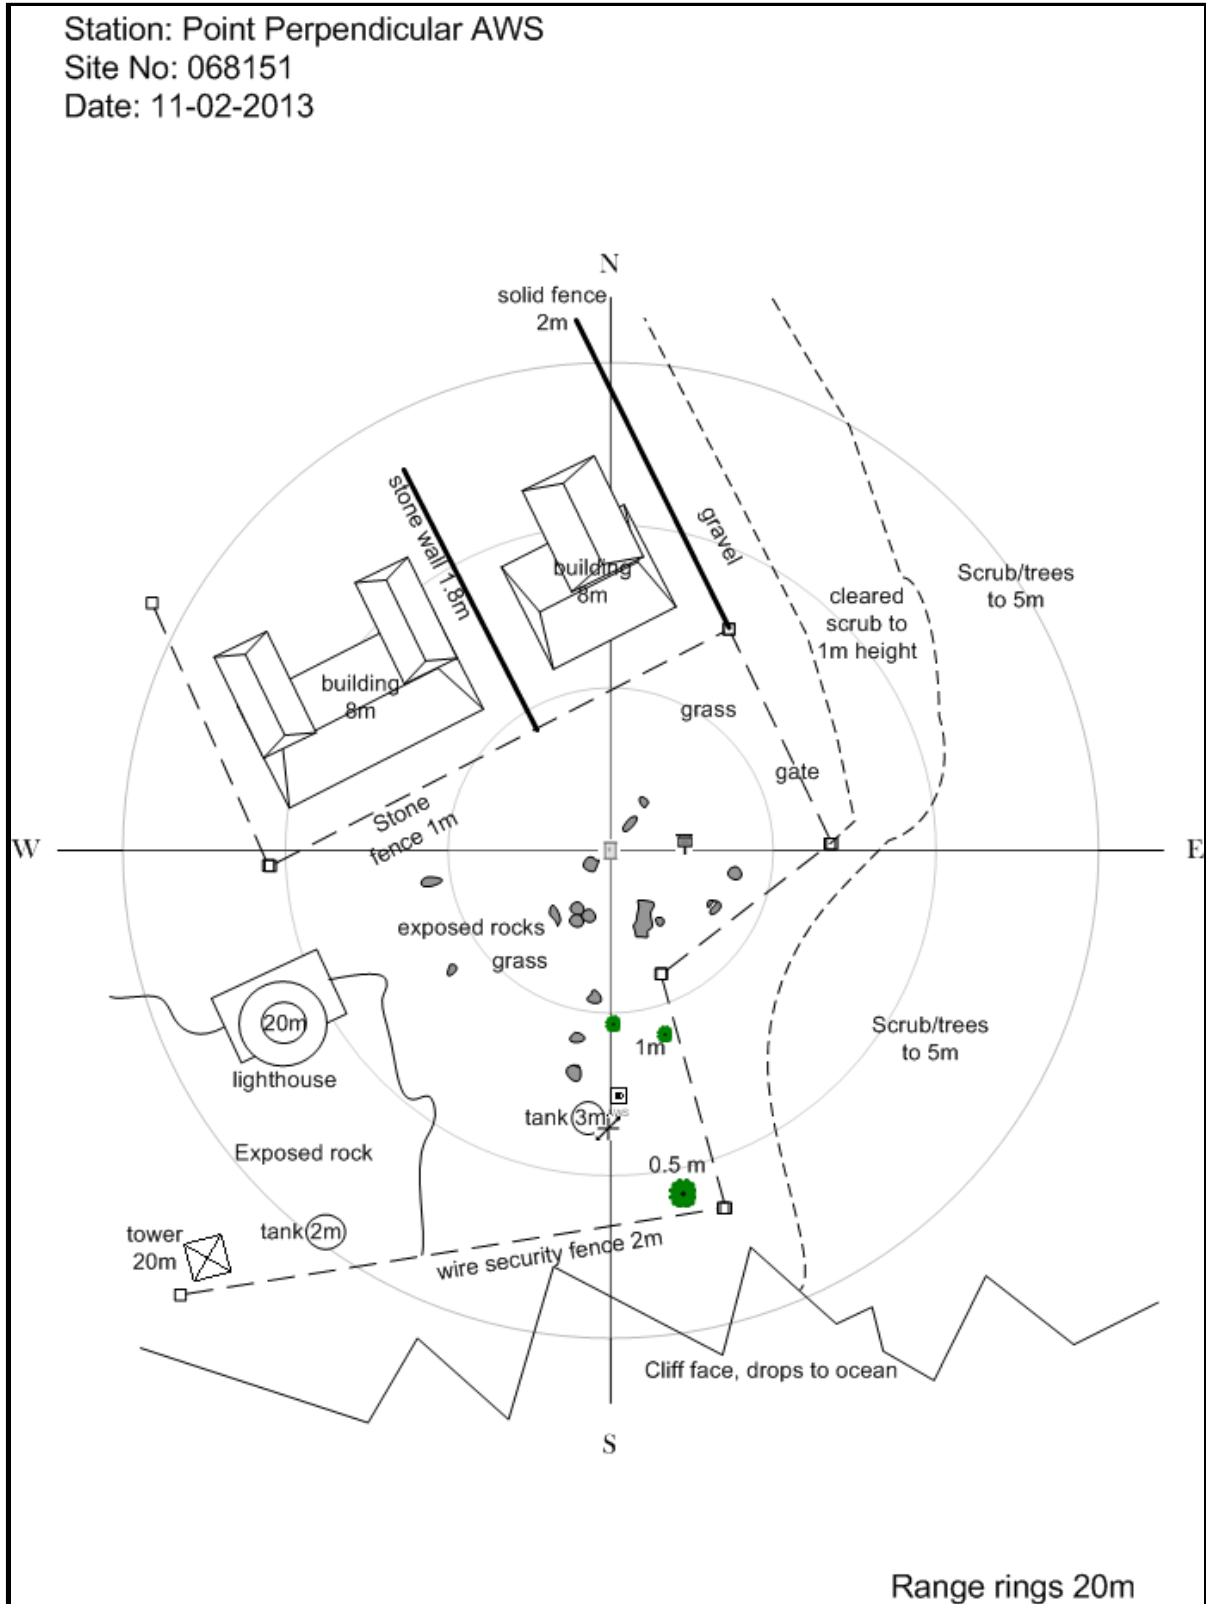 Station: Point Perpendicular AWS
Site No: 068151
Date: 11-02-2013
N
solid fence
2m
stone wall 1.8m
gravel
building
8m
Scrub/trees
to 5m
cleared
scrub to
1m height
building
8m
grass
gate
Stone
fence 1m
W
E
exposed rocks
grass
20m
lighthouse
1m
Scrub/trees
to 5m
tank 3m
Exposed rock
0.5 m
tower
20m
tank 2m
wire security fence 2m
Cliff face, drops to ocean
S
Range rings 20m